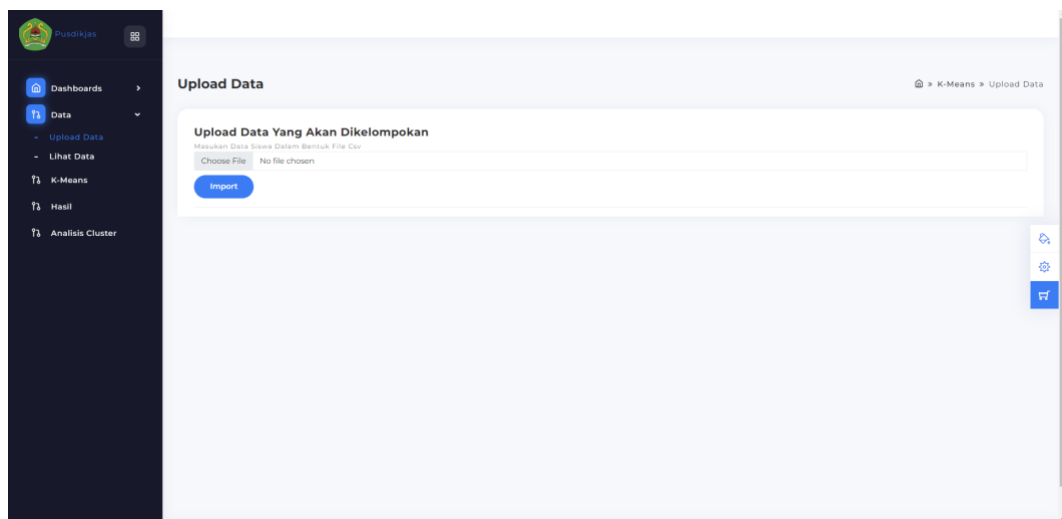 Pusdikjas
Dashboards
Data
- Upload Data
- Lihat Data
K-Means
Hasil
Analisis Cluster
Upload Data
» K-Means » Upload Data
Upload Data Yang Akan Dikelompokan
Masukan Data Siswa Dalam Bentuk File Csv
Choose File No file chosen
Import